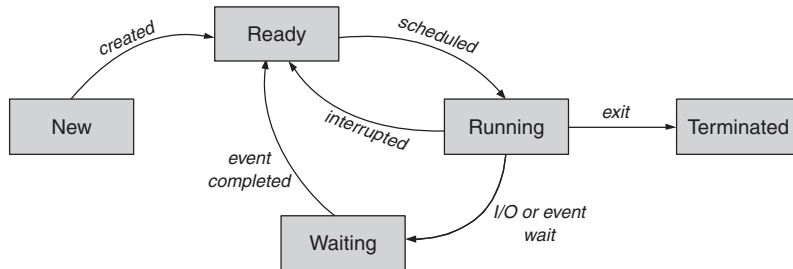 Ready
created
scheduled
New
interrupted
Running
exit
Terminated
event
completed
I/O or event
wait
Waiting